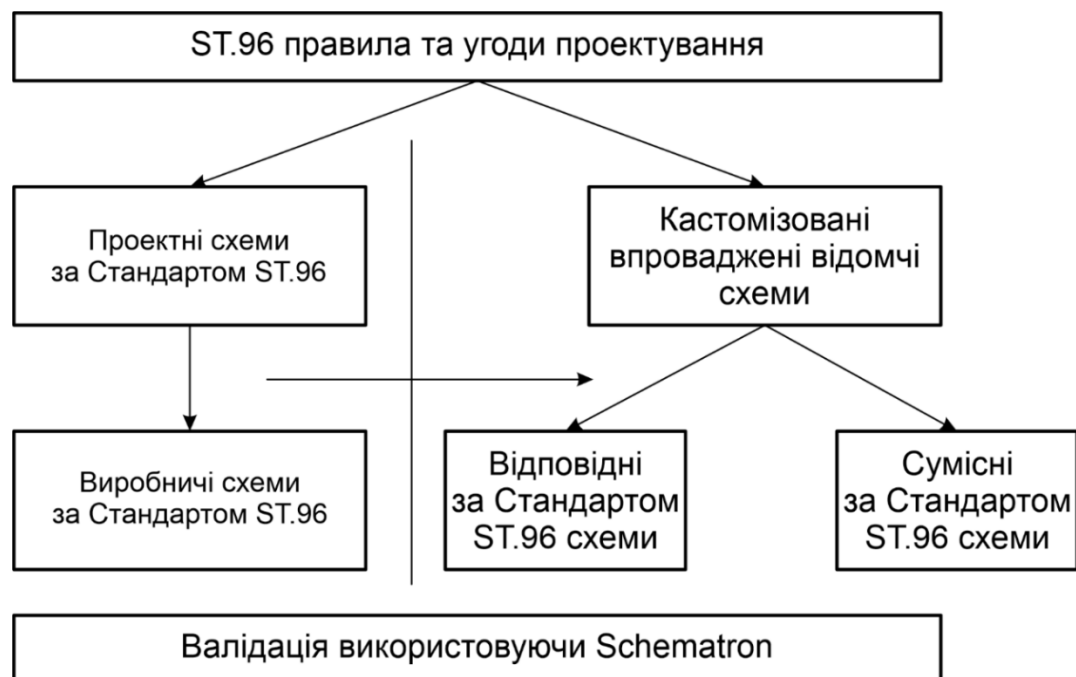 ST.96 правила та угоди проектування
Проектні схеми
за Стандартом ST.96
Кастомізовані
впроваджені відомчі
схеми
Виробничі схеми
за Стандартом ST.96
Відповідні
за Стандартом
ST.96 схеми
Сумісні
за Стандартом
ST.96 схеми
Валідація використовуючи Schematron